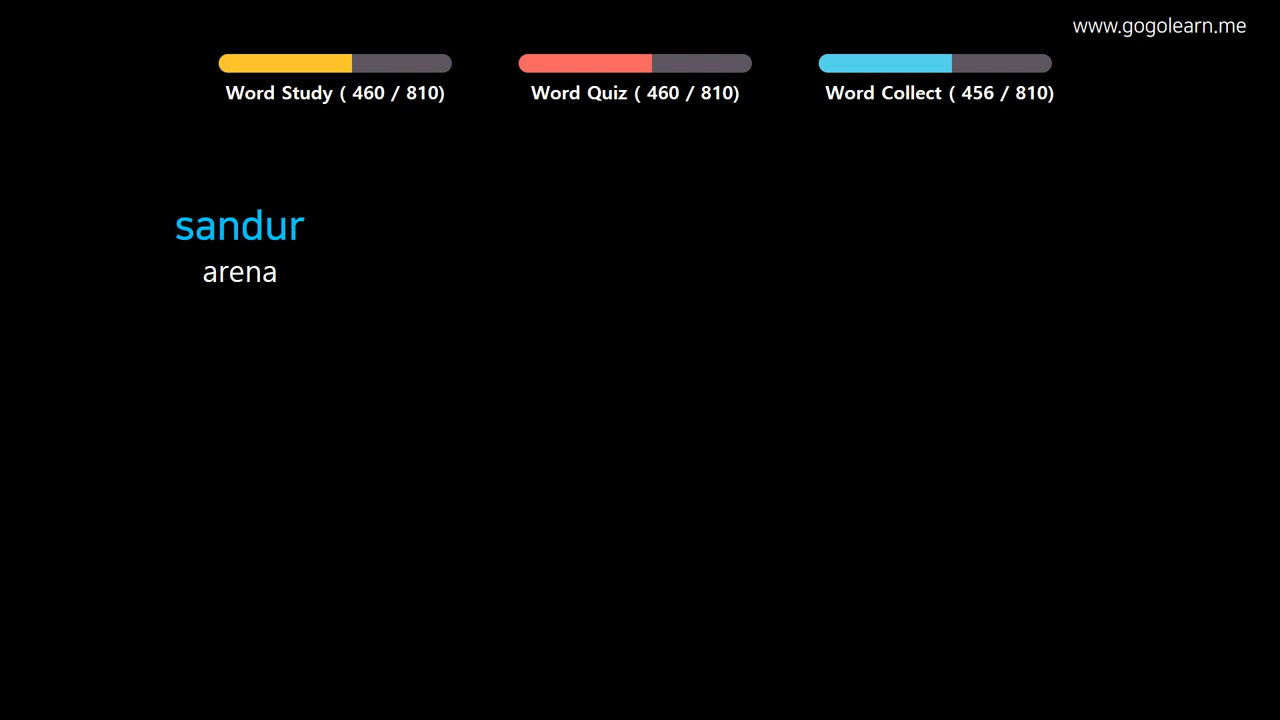 www.gogolearn.me
Word Study ( 460 / 810)
Word Quiz ( 460 / 810)
Word Collect ( 456 / 810)
sandur
arena